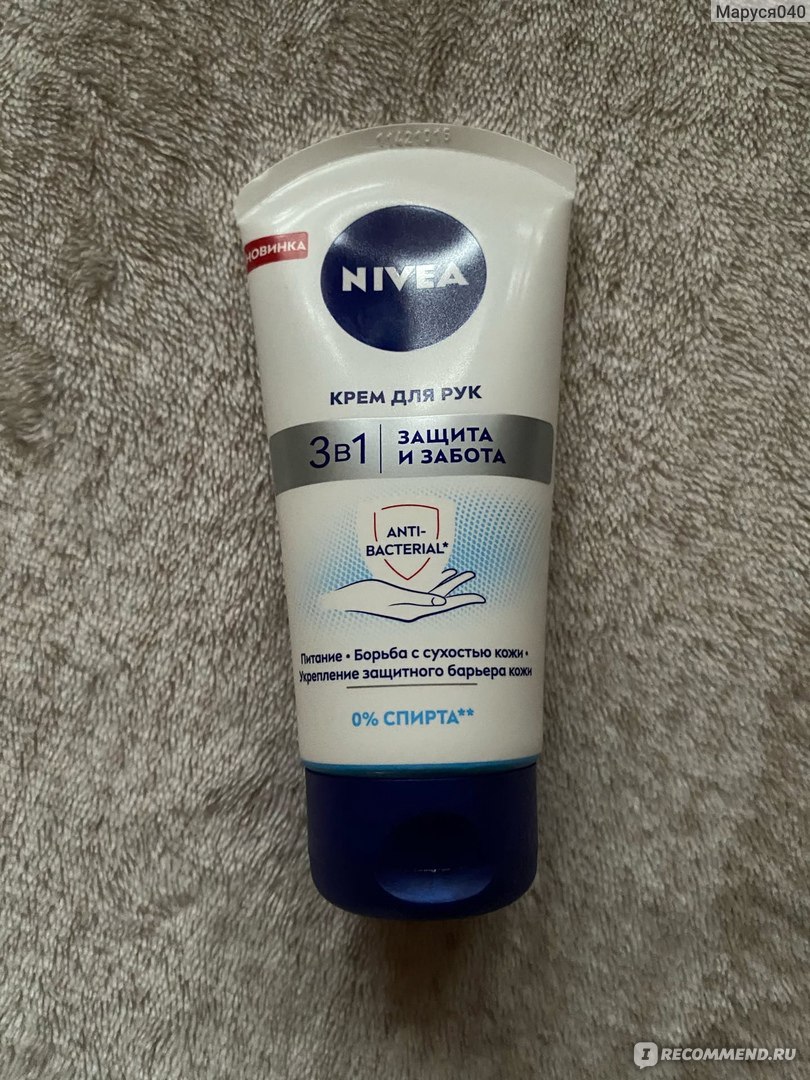 Маруся040
НОВИНКА
NIVEA
КРЕМ ДЛЯ РУК
3в1
ЗАЩИТА
И ЗАБОТА
ANTI-
BACTERIAL*
Питание • Борьба с сухостью кожи •
Укрепление защитного барьера кожи
0% СПИРТА**
IRECOMMEND.RU